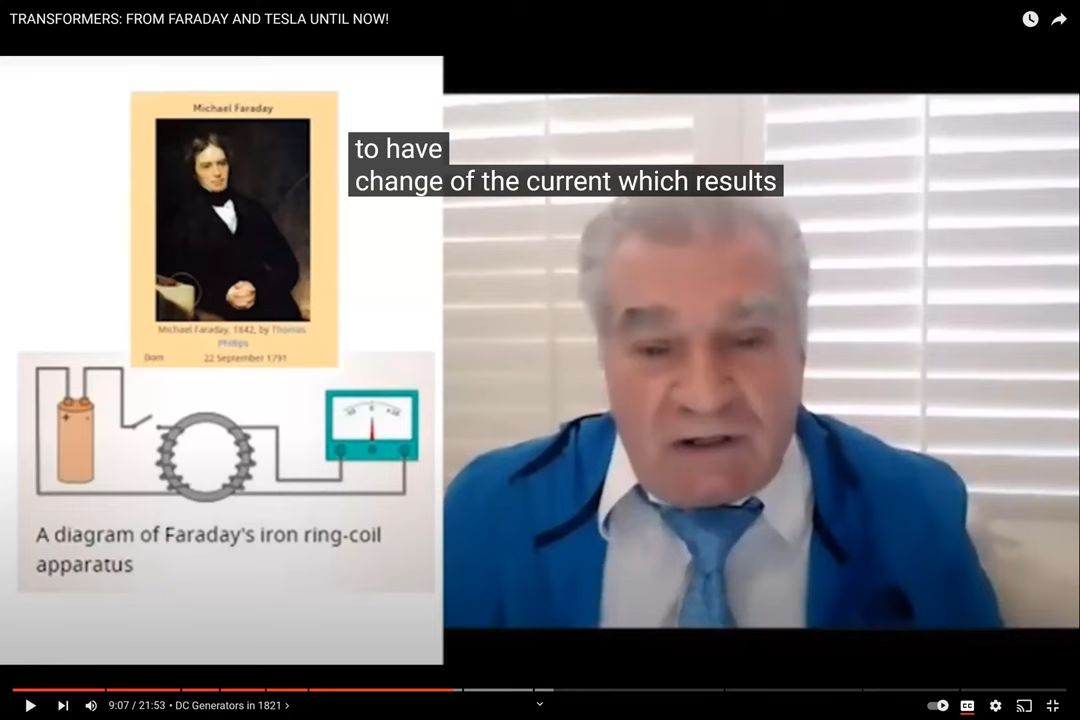 TRANSFORMERS: FROM FARADAY AND TESLA UNTIL NOW!
Michael Faraday
to have
change of the current which results
Michael Faraday, 1842, by Thomas
Phillips
Born 22 September 1791
+ -
0
A diagram of Faraday's iron ring-coil
apparatus
9:07 / 21:53 • DC Generators in 1821 ›
CC